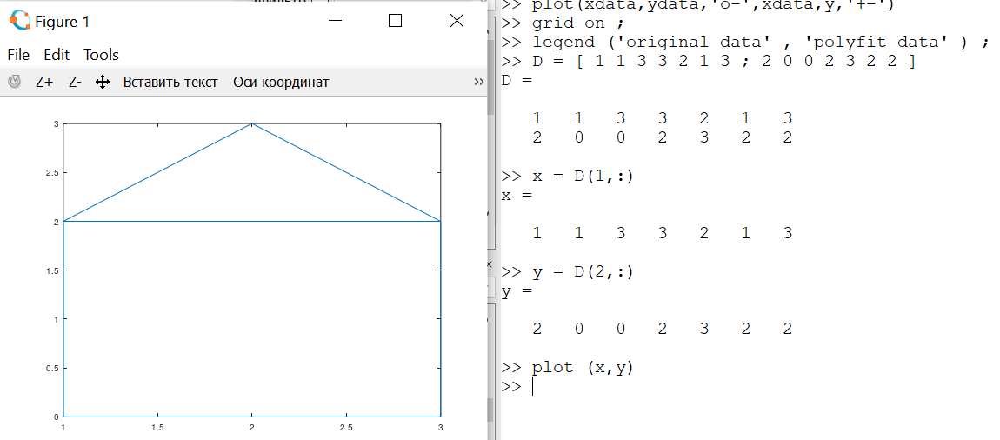 Figure 1
File Edit Tools
Z+ Z- Вставить текст Оси координат »
3
2.5
2
1.5
1
0.5
0
1 1.5 2 2.5 3
>> plot(xdata,ydata,'o-',xdata,y,'+-')
>> grid on ;
>> legend ('original data' , 'polyfit data' ) ;
>> D = [ 1 1 3 3 2 1 3 ; 2 0 0 2 3 2 2 ]
D =
1 1 3 3 2 1 3
2 0 0 2 3 2 2
>> x = D(1,:)
x =
1 1 3 3 2 1 3
>> y = D(2,:)
y =
2 0 0 2 3 2 2
>> plot (x,y)
>>